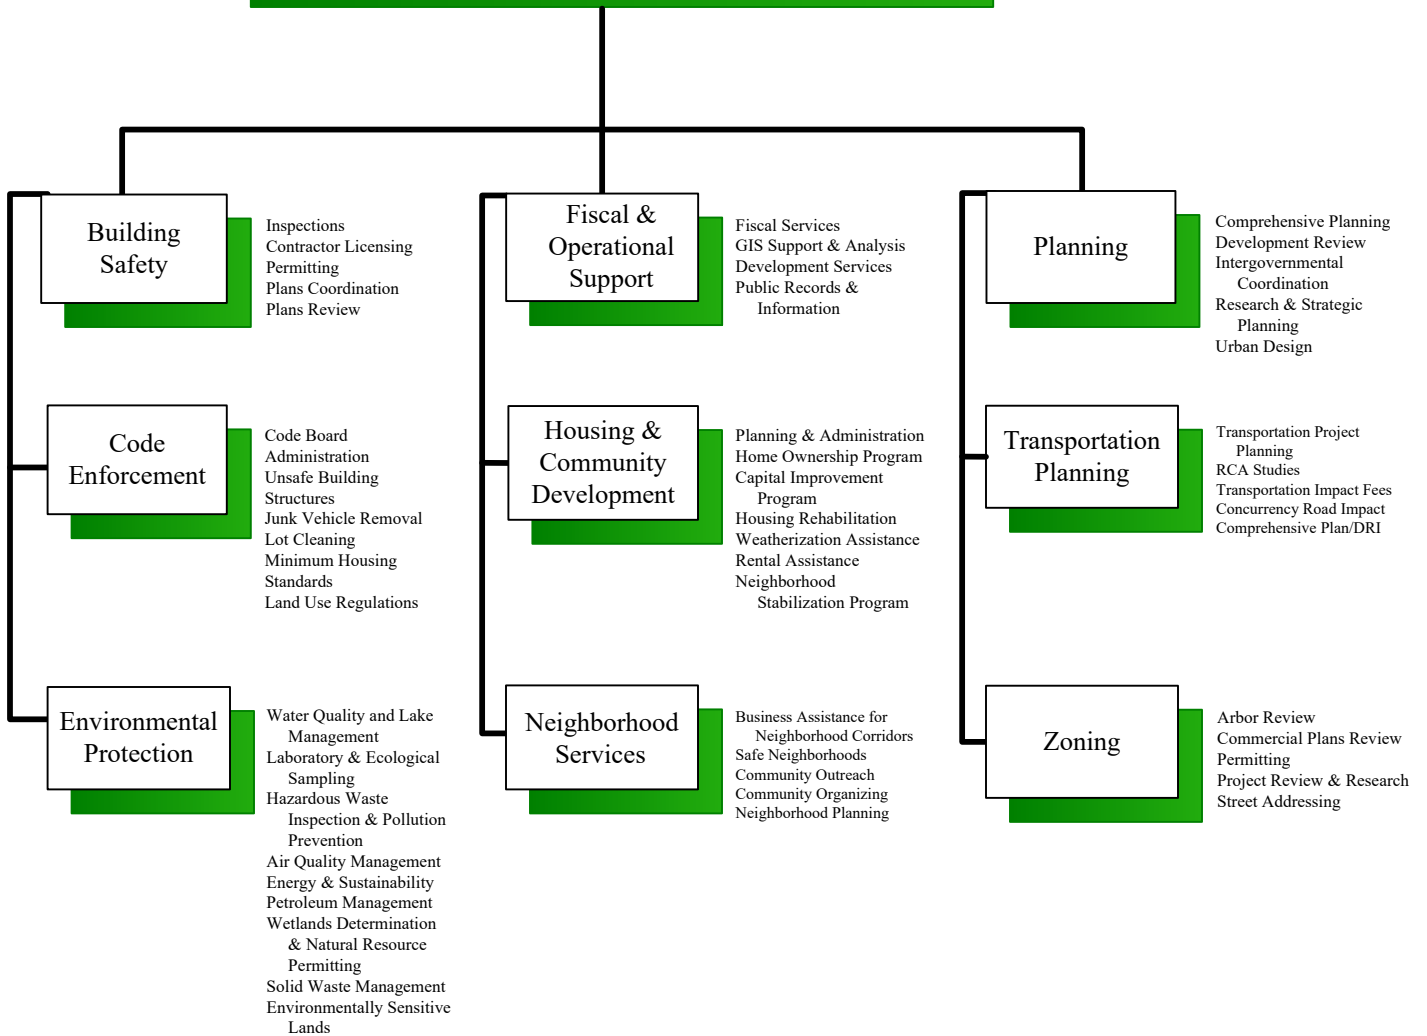 Building
Safety
Inspections
Contractor Licensing
Permitting
Plans Coordination
Plans Review
Fiscal &
Operational
Support
Fiscal Services
GIS Support & Analysis
Development Services
Public Records &
Information
Planning
Comprehensive Planning
Development Review
Intergovernmental
Coordination
Research & Strategic
Planning
Urban Design
Code
Enforcement
Code Board
Administration
Unsafe Building
Structures
Junk Vehicle Removal
Lot Cleaning
Minimum Housing
Standards
Land Use Regulations
Housing &
Community
Development
Planning & Administration
Home Ownership Program
Capital Improvement
Program
Housing Rehabilitation
Weatherization Assistance
Rental Assistance
Neighborhood
Stabilization Program
Transportation
Planning
Transportation Project
Planning
RCA Studies
Transportation Impact Fees
Concurrency Road Impact
Comprehensive Plan/DRI
Environmental
Protection
Water Quality and Lake
Management
Laboratory & Ecological
Sampling
Hazardous Waste
Inspection & Pollution
Prevention
Air Quality Management
Energy & Sustainability
Petroleum Management
Wetlands Determination
& Natural Resource
Permitting
Solid Waste Management
Environmentally Sensitive
Lands
Neighborhood
Services
Business Assistance for
Neighborhood Corridors
Safe Neighborhoods
Community Outreach
Community Organizing
Neighborhood Planning
Zoning
Arbor Review
Commercial Plans Review
Permitting
Project Review & Research
Street Addressing